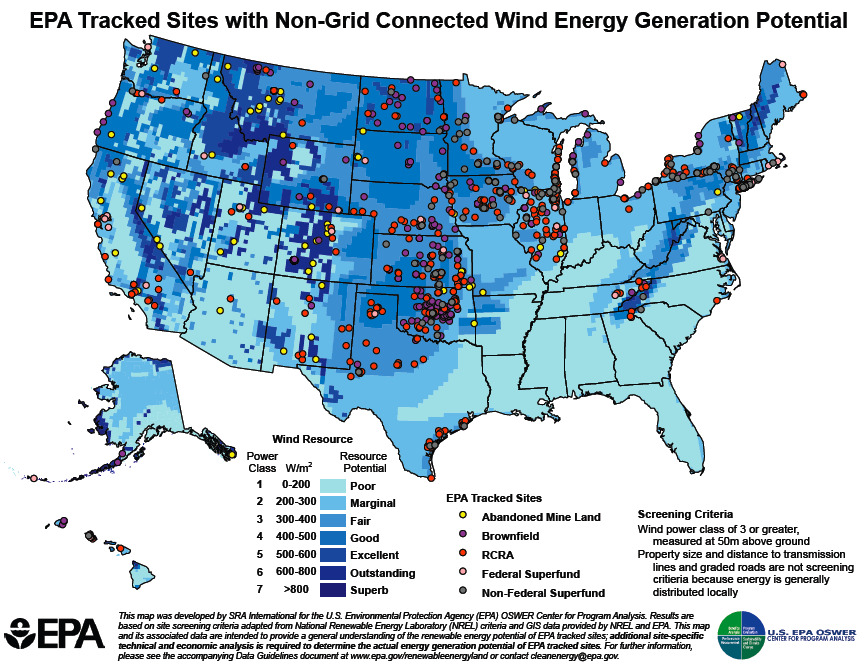 EPA Tracked Sites with Non-Grid Connected Wind Energy Generation Potential
Wind Resource
Power Class W/m2 Resource Potential
1 0-200 Poor
2 200-300 Marginal
3 300-400 Fair
4 400-500 Good
5 500-600 Excellent
6 600-800 Outstanding
7 >800 Superb
EPA Tracked Sites
Abandoned Mine Land
Brownfield
RCRA
Federal Superfund
Non-Federal Superfund
Screening Criteria
Wind power class of 3 or greater,
measured at 50m above ground
Property size and distance to transmission
lines and graded roads are not screening
critieria because energy is generally
distributed locally
EPA
This map was developed by SRA International for the U.S. Environmental Protection Agency (EPA) OSWER Center for Program Analysis. Results are
based on site screening criteria adapted from National Renewable Energy Laboratory (NREL) criteria and GIS data provided by NREL and EPA. This map
and its associated data are intended to provide a general understanding of the renewable energy potential of EPA tracked sites; additional site-specific
technical and economic analysis is required to determine the actual energy generation potential of EPA tracked sites. For further information,
please see the accompanying Data Guidelines document at www.epa.gov/renewableenergyland or contact cleanenergy@epa.gov.
U.S. EPA OSWER
CENTER FOR PROGRAM ANALYSIS